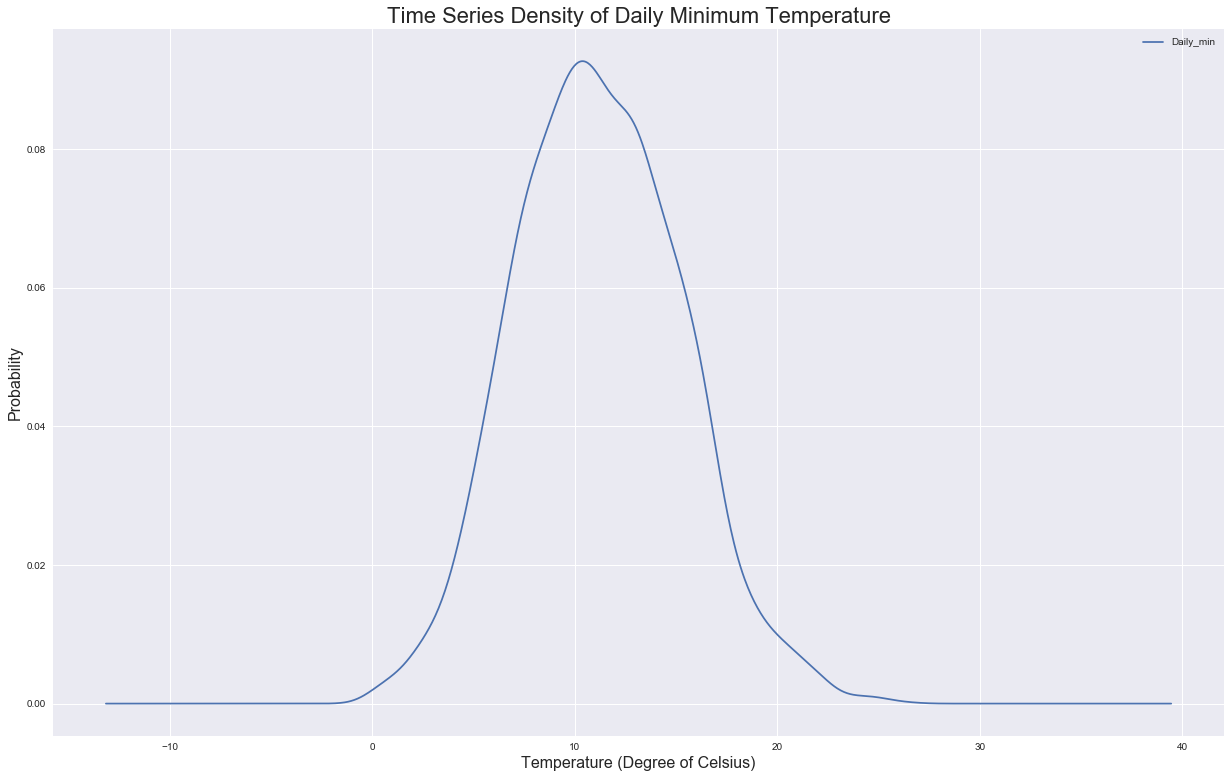 Time Series Density of Daily Minimum Temperature
Daily_min
0.08
0.06
0.04
0.02
0.00
Probability
−10 0 10 20 30 40
Temperature (Degree of Celsius)